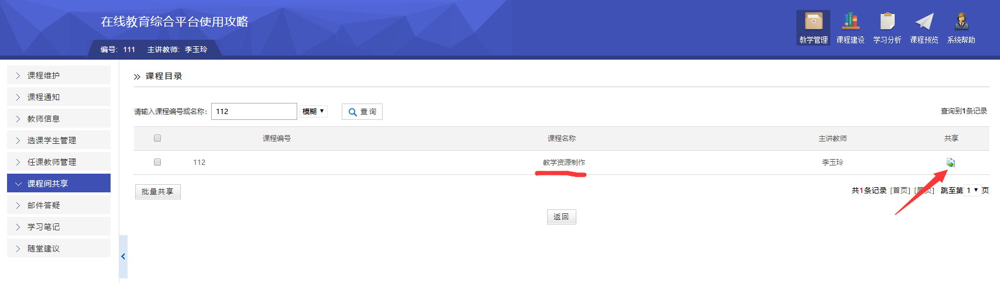 在线教育综合平台使用攻略
编号: 111 主讲教师: 李玉玲
教学管理 课程建设 学习分析 课程预览 系统帮助
课程维护
课程通知
教师信息
选课学生管理
任课教师管理
课程间共享
邮件答疑
学习笔记
随堂建议
课程目录
请输入课程编号或名称: 112 模糊 查询 查询到1条记录
课程编号 课程名称 主讲教师 共享
112 教学资源制作 李玉玲
批量共享 共1条记录 [首页] [尾页] 跳至第 1 页
返回